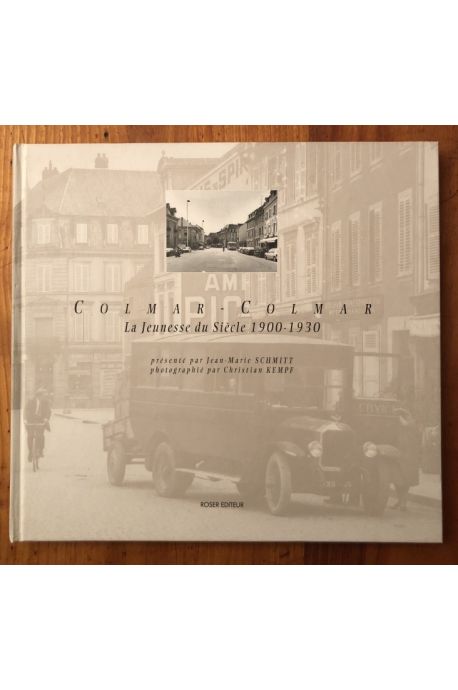 COLMAR - COLMAR
La Jeunesse du Siècle 1900-1930
présenté par Jean-Marie SCHMITT
photographié par Christian KEMPF
ROSER EDITEUR